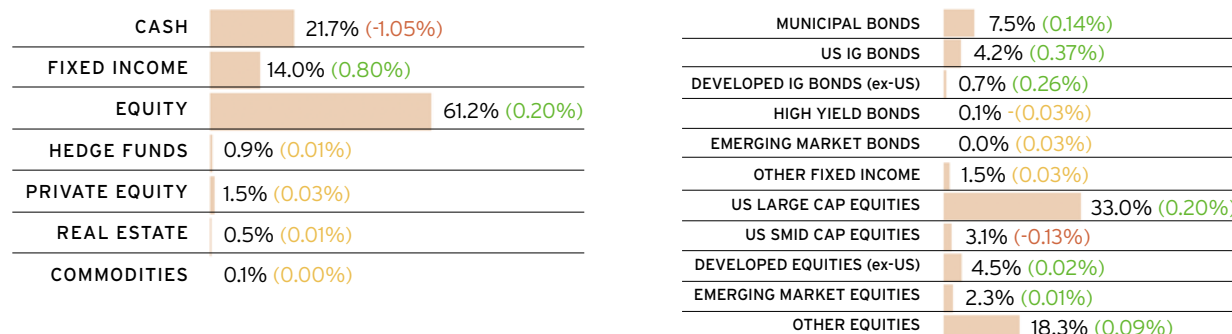 CASH 21.7% (-1.05%)
FIXED INCOME 14.0% (0.80%)
EQUITY 61.2% (0.20%)
HEDGE FUNDS 0.9% (0.01%)
PRIVATE EQUITY 1.5% (0.03%)
REAL ESTATE 0.5% (0.01%)
COMMODITIES 0.1% (0.00%)
MUNICIPAL BONDS 7.5% (0.14%)
US IG BONDS 4.2% (0.37%)
DEVELOPED IG BONDS (ex-US) 0.7% (0.26%)
HIGH YIELD BONDS 0.1% -(0.03%)
EMERGING MARKET BONDS 0.0% (0.03%)
OTHER FIXED INCOME 1.5% (0.03%)
US LARGE CAP EQUITIES 33.0% (0.20%)
US SMID CAP EQUITIES 3.1% (-0.13%)
DEVELOPED EQUITIES (ex-US) 4.5% (0.02%)
EMERGING MARKET EQUITIES 2.3% (0.01%)
OTHER EQUITIES 18.3% (0.09%)